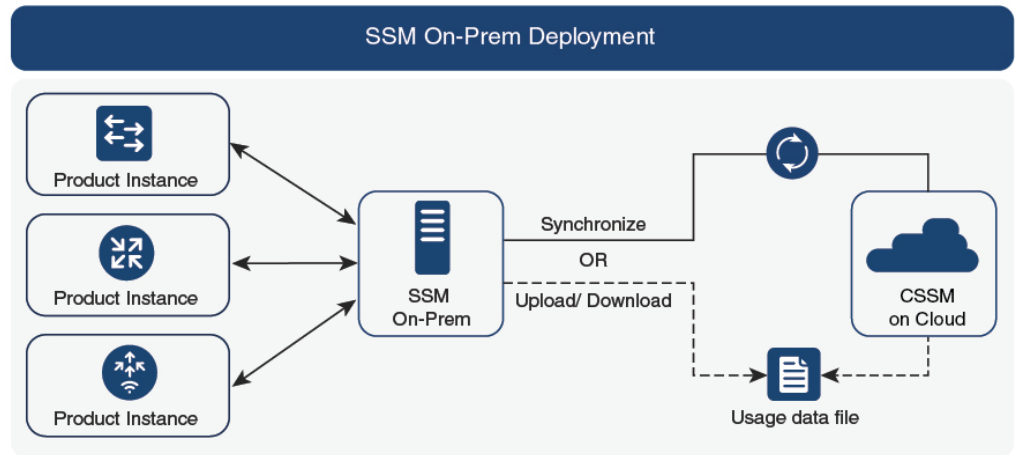 SSM On-Prem Deployment
Product Instance
Product Instance
Product Instance
SSM
On-Prem
Synchronize
OR
Upload/ Download
CSSM
on Cloud
Usage data file